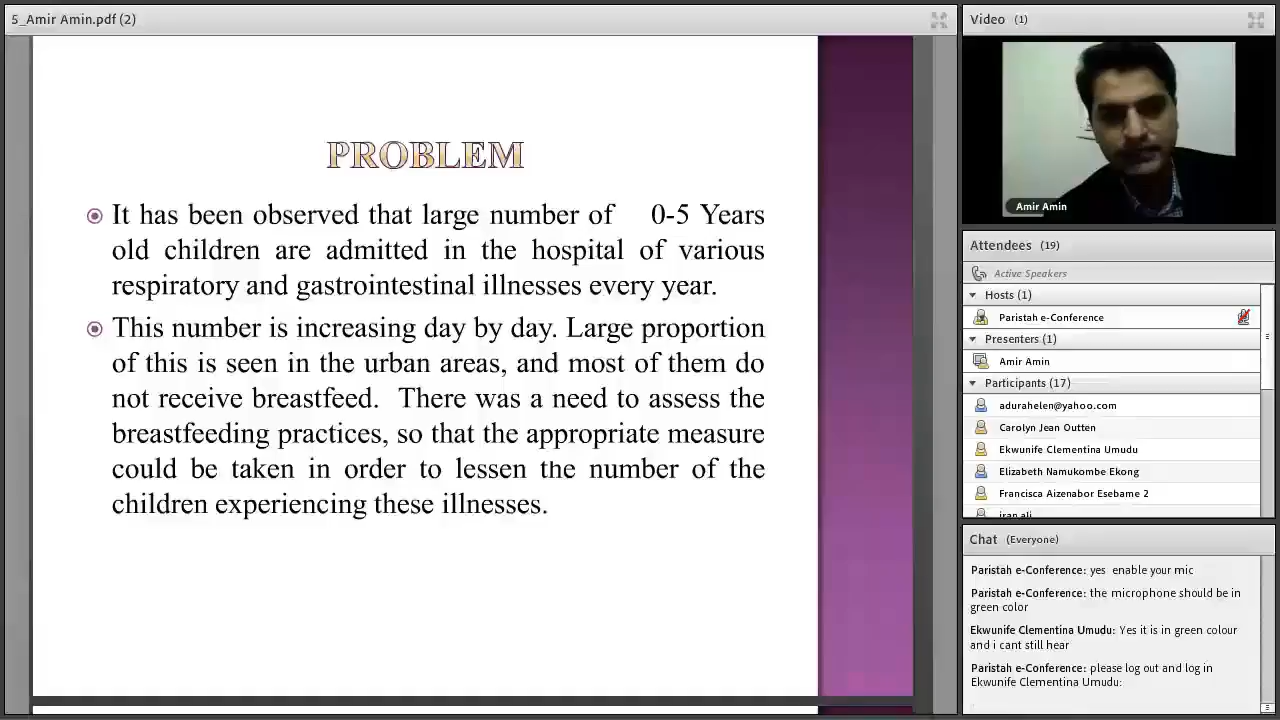 5_Amir Amin.pdf (2)
PROBLEM
It has been observed that large number of 0-5 Years
old children are admitted in the hospital of various
respiratory and gastrointestinal illnesses every year.
This number is increasing day by day. Large proportion
of this is seen in the urban areas, and most of them do
not receive breastfeed. There was a need to assess the
breastfeeding practices, so that the appropriate measure
could be taken in order to lessen the number of the
children experiencing these illnesses.
Video (1)
Amir Amin
Attendees (19)
Active Speakers
Hosts (1)
Paristah e-Conference
Presenters (1)
Amir Amin
Participants (17)
adurahelen@yahoo.com
Carolyn Jean Outten
Ekwunife Clementina Umudu
Elizabeth Namukombe Ekong
Francisca Aizenabor Esebame 2
iran ali
Chat (Everyone)
Paristah e-Conference: yes enable your mic
Paristah e-Conference: the microphone should be in
green color
Ekwunife Clementina Umudu: Yes it is in green colour
and i cant still hear
Paristah e-Conference: please log out and log in
Ekwunife Clementina Umudu: